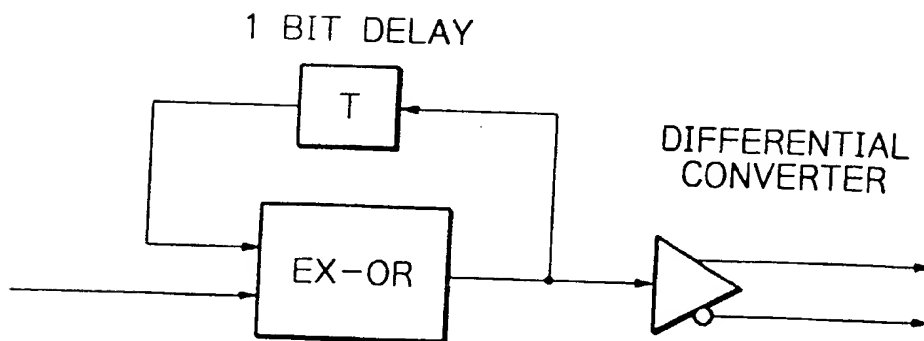 1 BIT DELAY
T
DIFFERENTIAL
CONVERTER
EX-OR